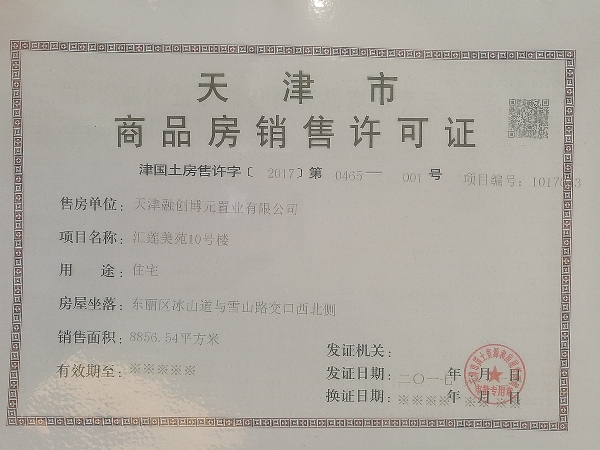 天津市
商品房销售许可证
津国土房售许字〔 2017〕第 0465— 001 号
项目编号：
售房单位：天津融创博元置业有限公司
项目名称：汇莲美苑10号楼
用 途：住宅
房屋坐落：东丽区泳山道与雪山路交口西北侧
销售面积：8856.54平方米
有效期至：※※※※※
发证机关：
发证日期：二〇一七 年 月 日
换证日期：※※※※ 年 ※ 月 ※※ 日